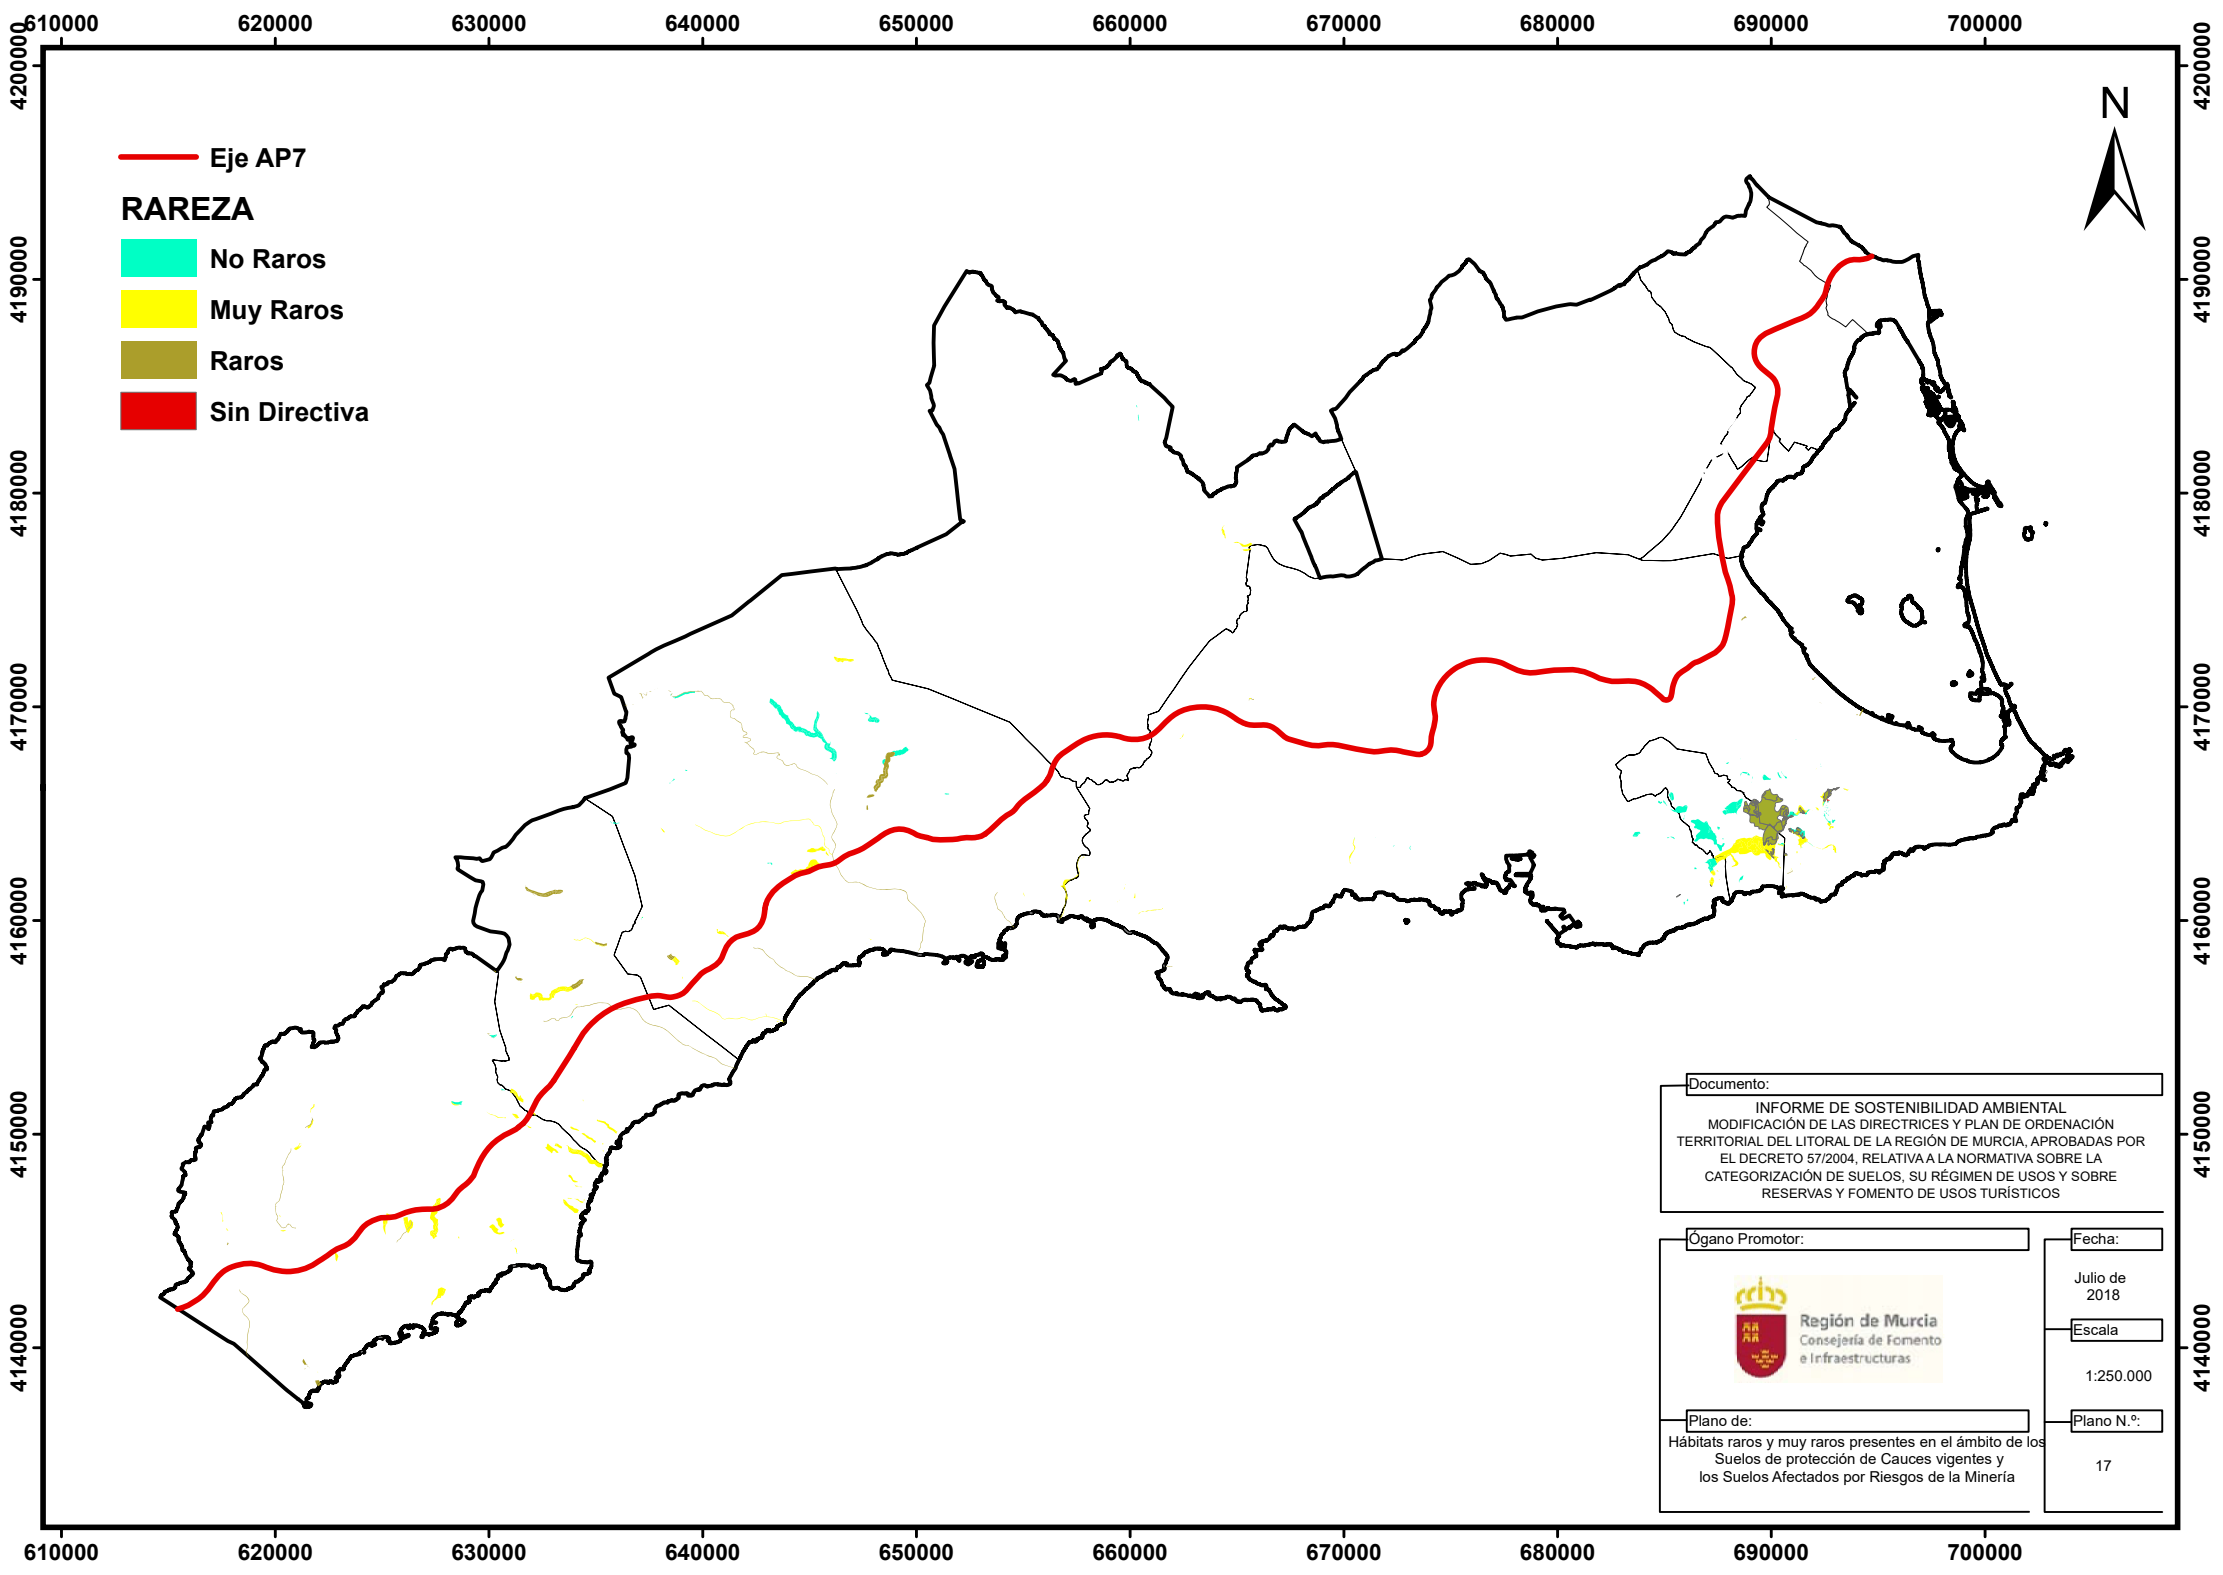 610000 620000 630000 640000 650000 660000 670000 680000 690000 700000
4200000 4200000
N
Eje AP7
RAREZA
No Raros
4190000 4190000
Muy Raros
Raros
Sin Directiva
4180000 4180000
4170000 4170000
4160000 4160000
4150000 4150000
4140000 4140000
Documento:
INFORME DE SOSTENIBILIDAD AMBIENTAL
MODIFICACIÓN DE LAS DIRECTRICES Y PLAN DE ORDENACIÓN
TERRITORIAL DEL LITORAL DE LA REGIÓN DE MURCIA, APROBADAS POR
EL DECRETO 57/2004, RELATIVA A LA NORMATIVA SOBRE LA
CATEGORIZACIÓN DE SUELOS, SU RÉGIMEN DE USOS Y SOBRE
RESERVAS Y FOMENTO DE USOS TURÍSTICOS
Ógano Promotor:
Región de Murcia
Consejería de Fomento
e Infraestructuras
Fecha:
Julio de
2018
Escala
1:250.000
Plano de:
Hábitats raros y muy raros presentes en el ámbito de los
Suelos de protección de Cauces vigentes y
los Suelos Afectados por Riesgos de la Minería
Plano N.º:
17
610000 620000 630000 640000 650000 660000 670000 680000 690000 700000